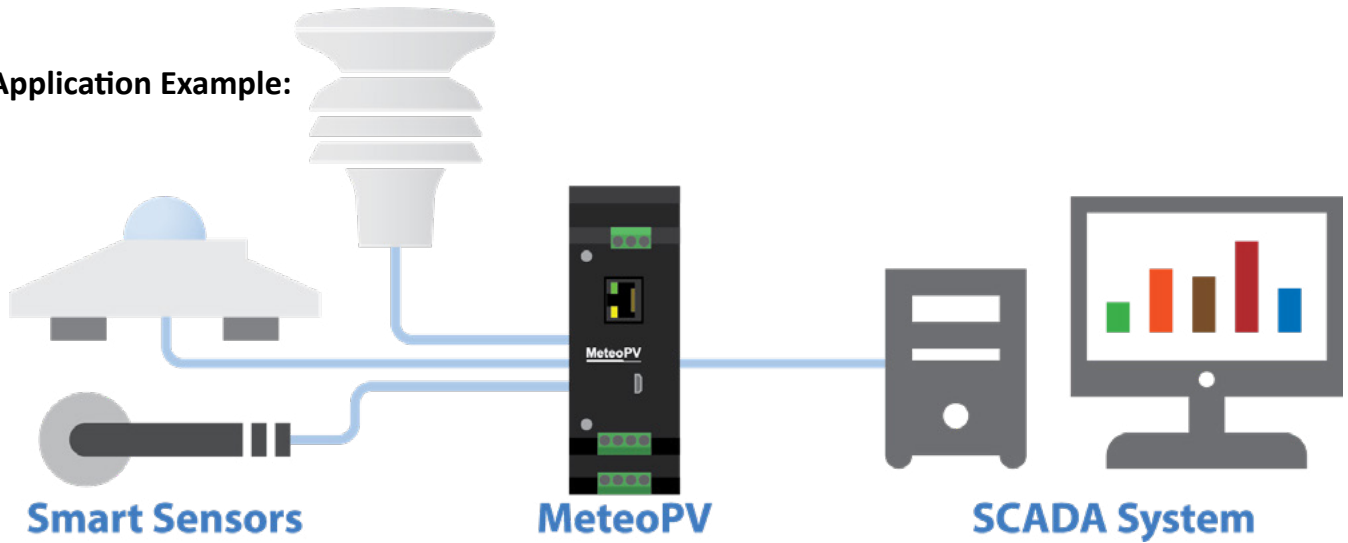 Application Example:
MeteoPV
Smart Sensors
MeteoPV
SCADA System